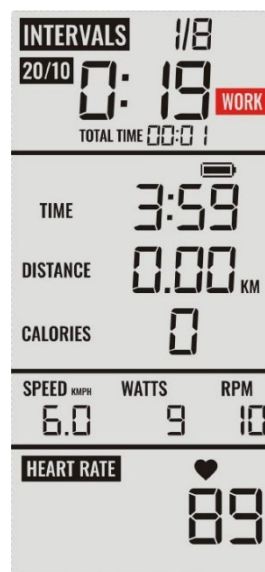 INTERVALS 1/8
20/10 0:19 WORK
TOTAL TIME 00:01
TIME 3:59
DISTANCE 0.00 KM
CALORIES 0
SPEED KMPH WATTS RPM
6.0 9 10
HEART RATE
89